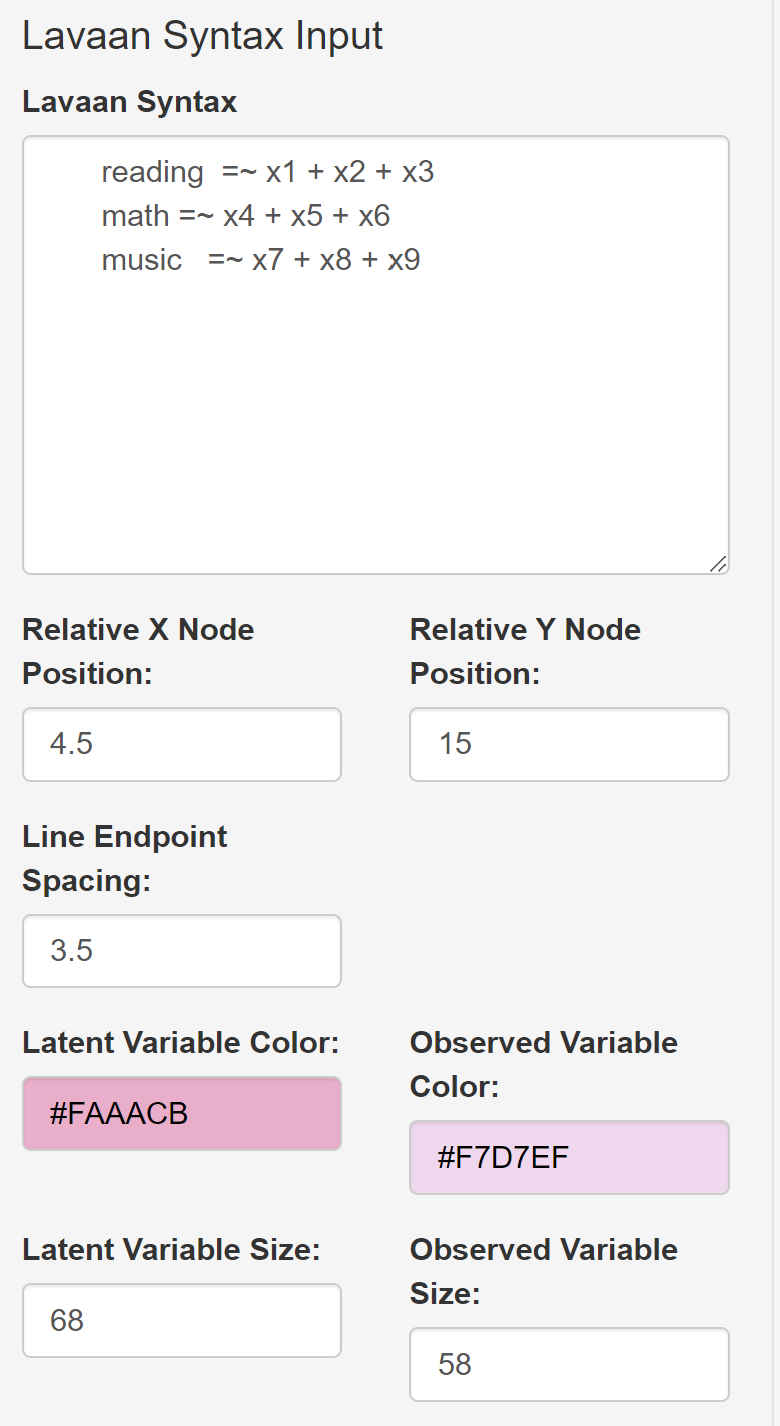 Lavaan Syntax Input
Lavaan Syntax
reading  =~ x1 + x2 + x3
math =~ x4 + x5 + x6
music   =~ x7 + x8 + x9
Relative X Node
Position:
4.5
Relative Y Node
Position:
15
Line Endpoint
Spacing:
3.5
Latent Variable Color:
#FAAACB
Observed Variable
Color:
#F7D7EF
Latent Variable Size:
68
Observed Variable
Size:
58